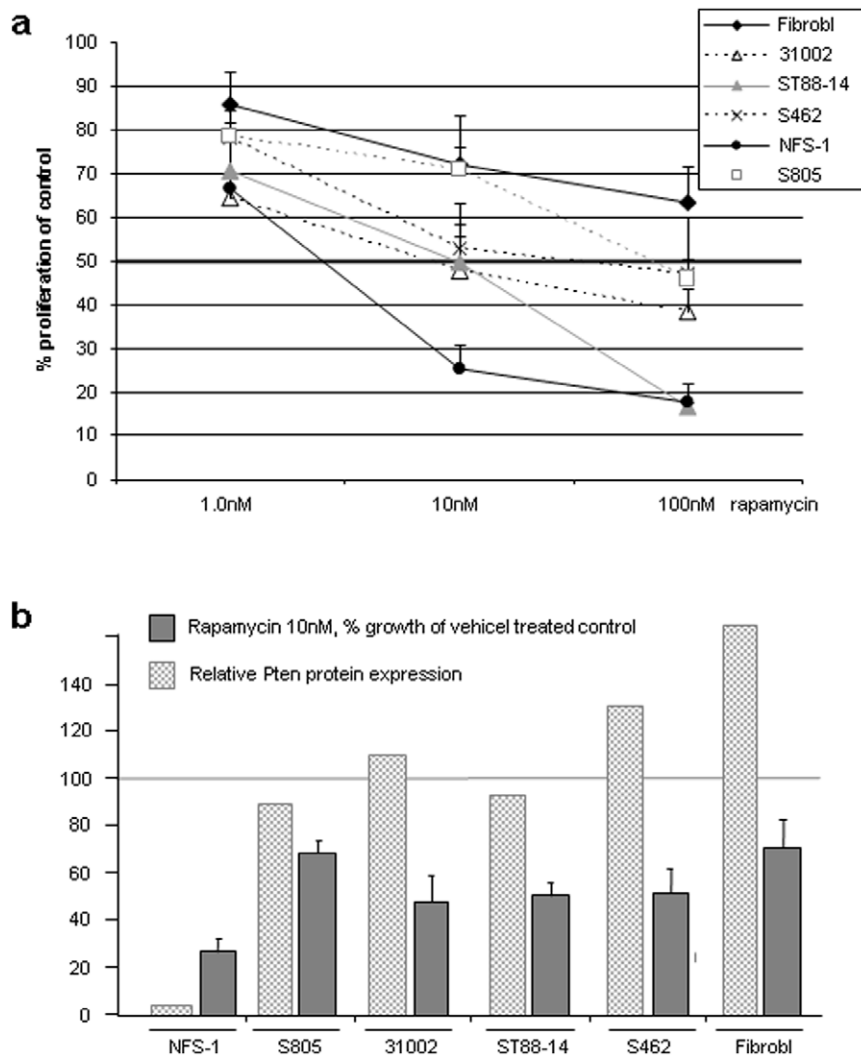 a
100
90
80
70
60
50
40
30
20
10
0
% proliferation of control
1.0nM 10nM 100nM rapamycin
Fibrobl
31002
ST88-14
S462
NFS-1
S805
b
Rapamycin 10nM, % growth of vehicel treated control
Relative Pten protein expression
140
120
100
80
60
40
20
0
NFS-1 S805 31002 ST88-14 S462 Fibrobl